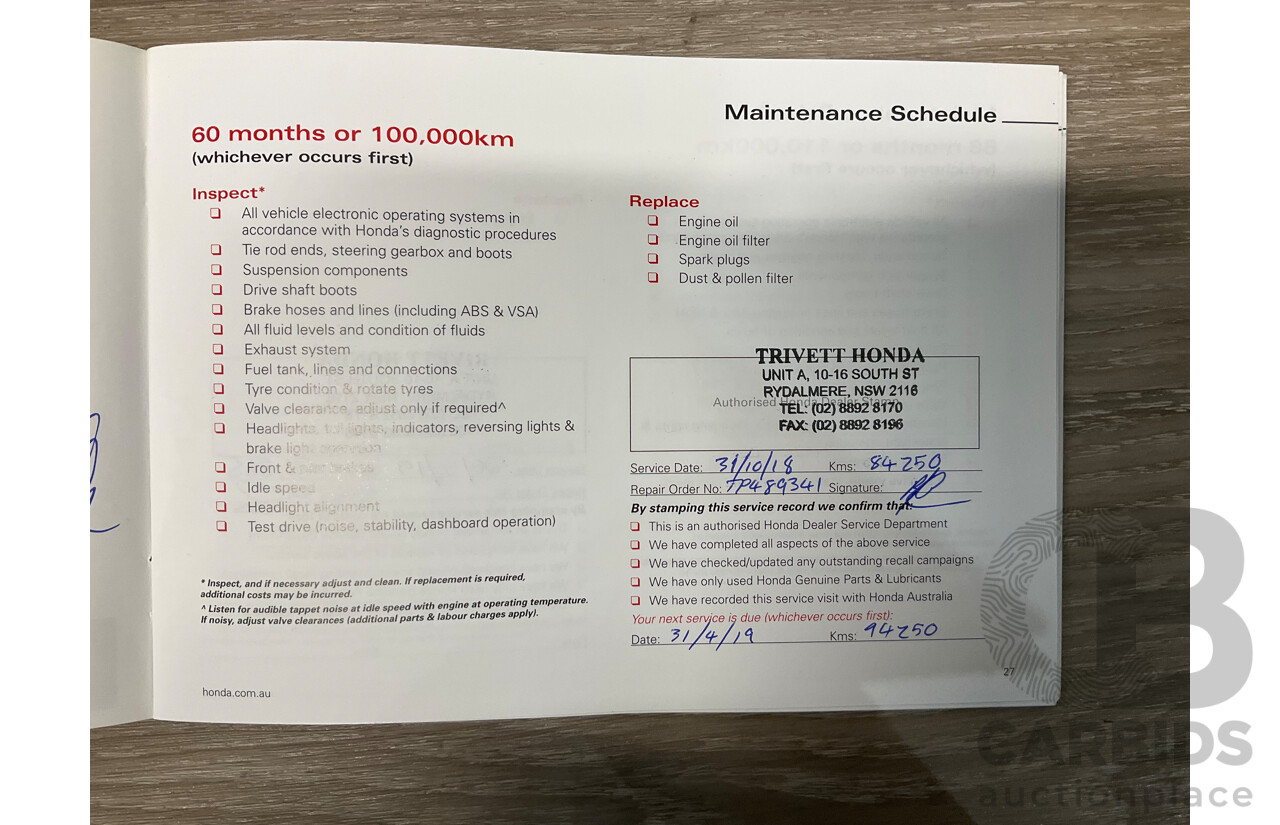 Maintenance Schedule
60 months or 100,000km
(whichever occurs first)
Inspect*
All vehicle electronic operating systems in
accordance with Honda's diagnostic procedures
Tie rod ends, steering gearbox and boots
Suspension components
Drive shaft boots
Brake hoses and lines (including ABS & VSA)
All fluid levels and condition of fluids
Exhaust system
Fuel tank, lines and connections
Tyre condition & rotate tyres
Valve clearance, adjust only if required^
Headlights, tail lights, indicators, reversing lights &
brake light operation
Front & rear brakes
Idle speed
Headlight alignment
Test drive (noise, stability, dashboard operation)
* Inspect, and if necessary adjust and clean. If replacement is required,
additional costs may be incurred.
^ Listen for audible tappet noise at idle speed with engine at operating temperature.
If noisy, adjust valve clearances (additional parts & labour charges apply).
honda.com.au
Replace
Engine oil
Engine oil filter
Spark plugs
Dust & pollen filter
TRIVETT HONDA
UNIT A, 10-16 SOUTH ST
RYDALMERE, NSW 2116
Authorised Honda Dealer Stamp
TEL: (02) 8892 8170
FAX: (02) 8892 8196
Service Date: 31/10/18 Kms: 84250
Repair Order No: TP489341 Signature:
By stamping this service record we confirm that:
This is an authorised Honda Dealer Service Department
We have completed all aspects of the above service
We have checked/updated any outstanding recall campaigns
We have only used Honda Genuine Parts & Lubricants
We have recorded this service visit with Honda Australia
Your next service is due (whichever occurs first):
Date: 31/4/19 Kms: 94250
27
CARBIDS
auctionplace